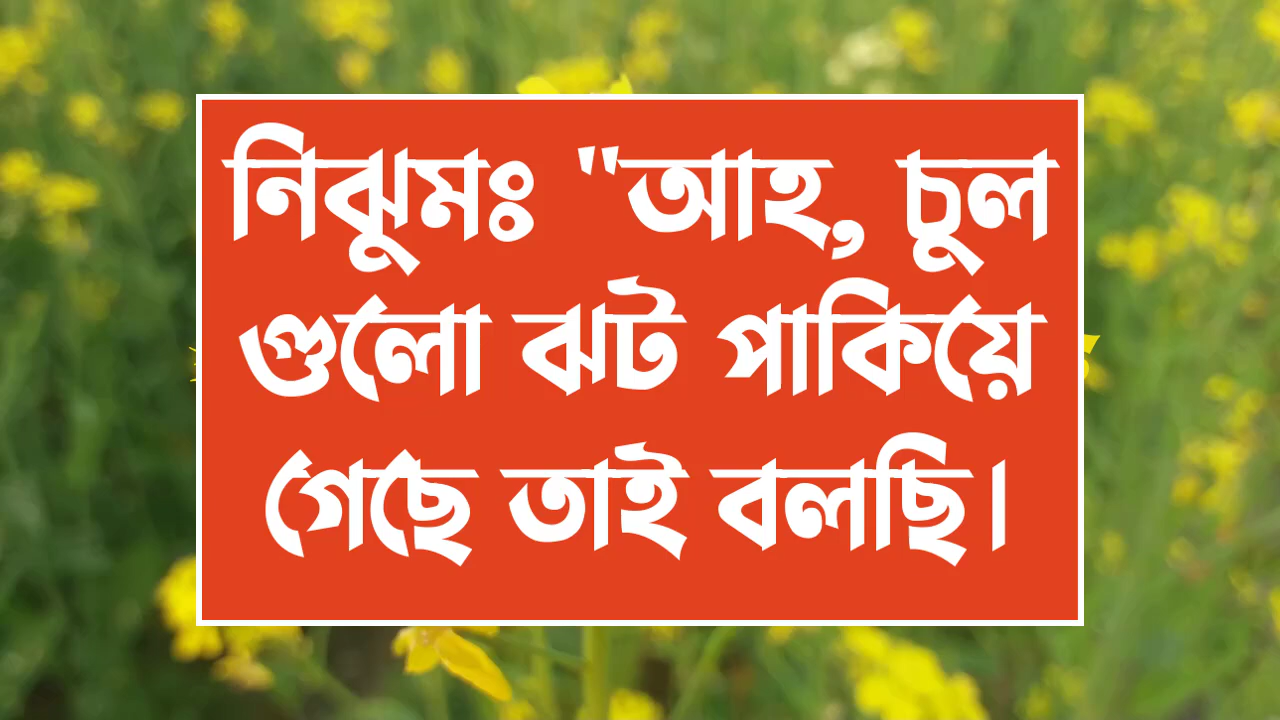 নিঝুমঃ "আহ, চুল
গুলো ঝট পাকিয়ে
গেছে তাই বলছি।